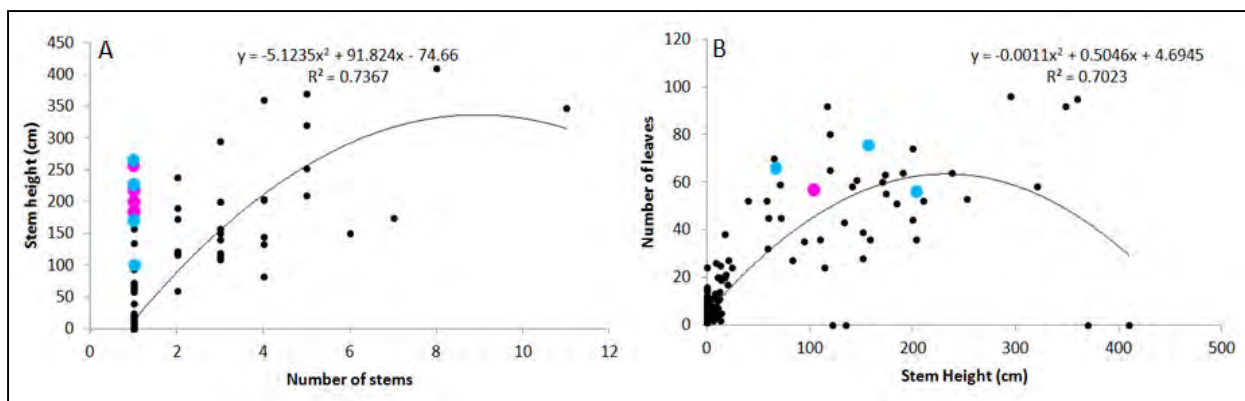 A
y = -5.1235x² + 91.824x - 74.66
R² = 0.7367
450
400
350
300
250
200
150
100
50
0
Stem height (cm)
0 2 4 6 8 10 12
Number of stems
B
y = -0.0011x² + 0.5046x + 4.6945
R² = 0.7023
120
100
80
60
40
20
0
Number of leaves
0 100 200 300 400 500
Stem Height (cm)